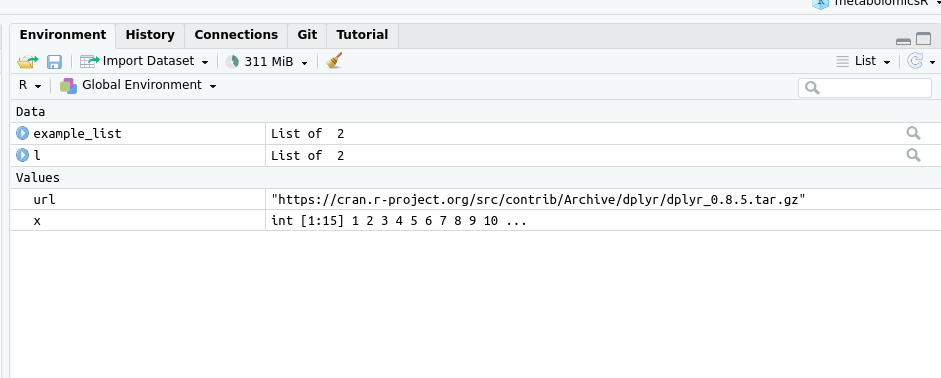 metabolomicsR
Environment History Connections Git Tutorial
Import Dataset 311 MiB List
R Global Environment
Data
example_list List of 2
l List of 2
Values
url "https://cran.r-project.org/src/contrib/Archive/dplyr/dplyr_0.8.5.tar.gz"
x int [1:15] 1 2 3 4 5 6 7 8 9 10 ...